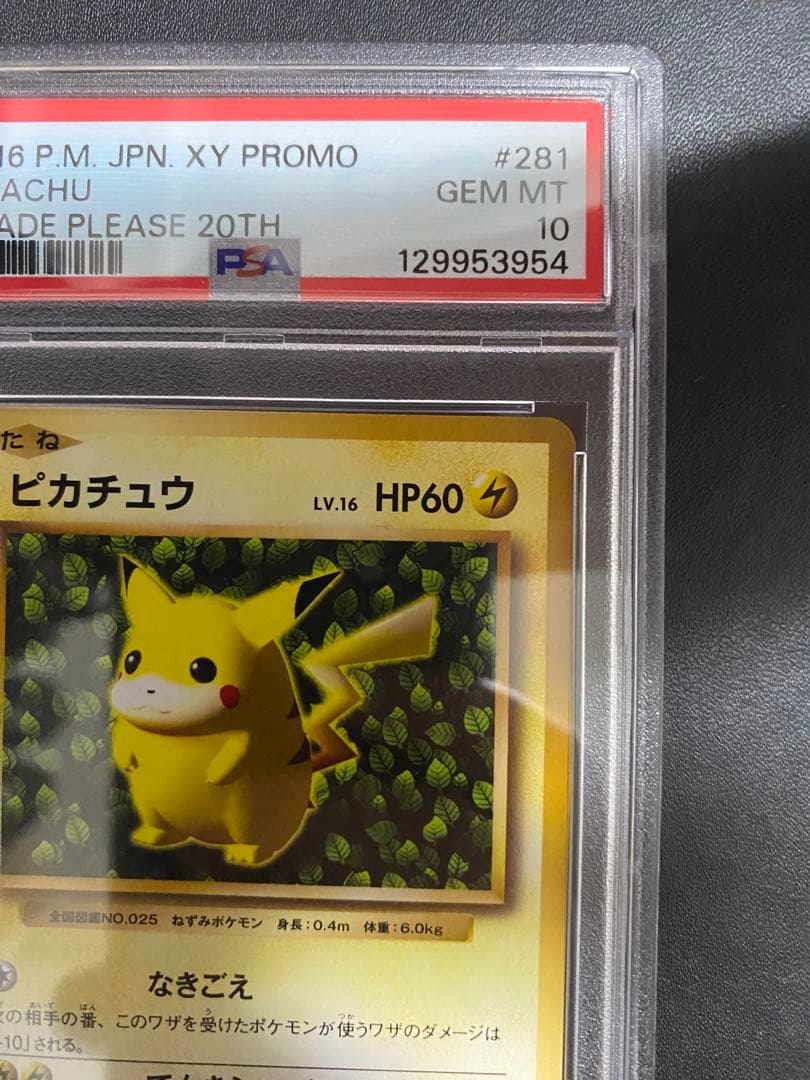 16 P.M. JPN. XY PROMO #281
ACHU GEM MT
ADE PLEASE 20TH 10
PSA 129953954
たね
ピカチュウ LV.16 HP60
全国図鑑NO.025 ねずみポケモン 身長:0.4m 体重:6.0kg
なきごえ
の相手の番、このワザを受けたポケモンが使うワザのダメージは
-10」される。